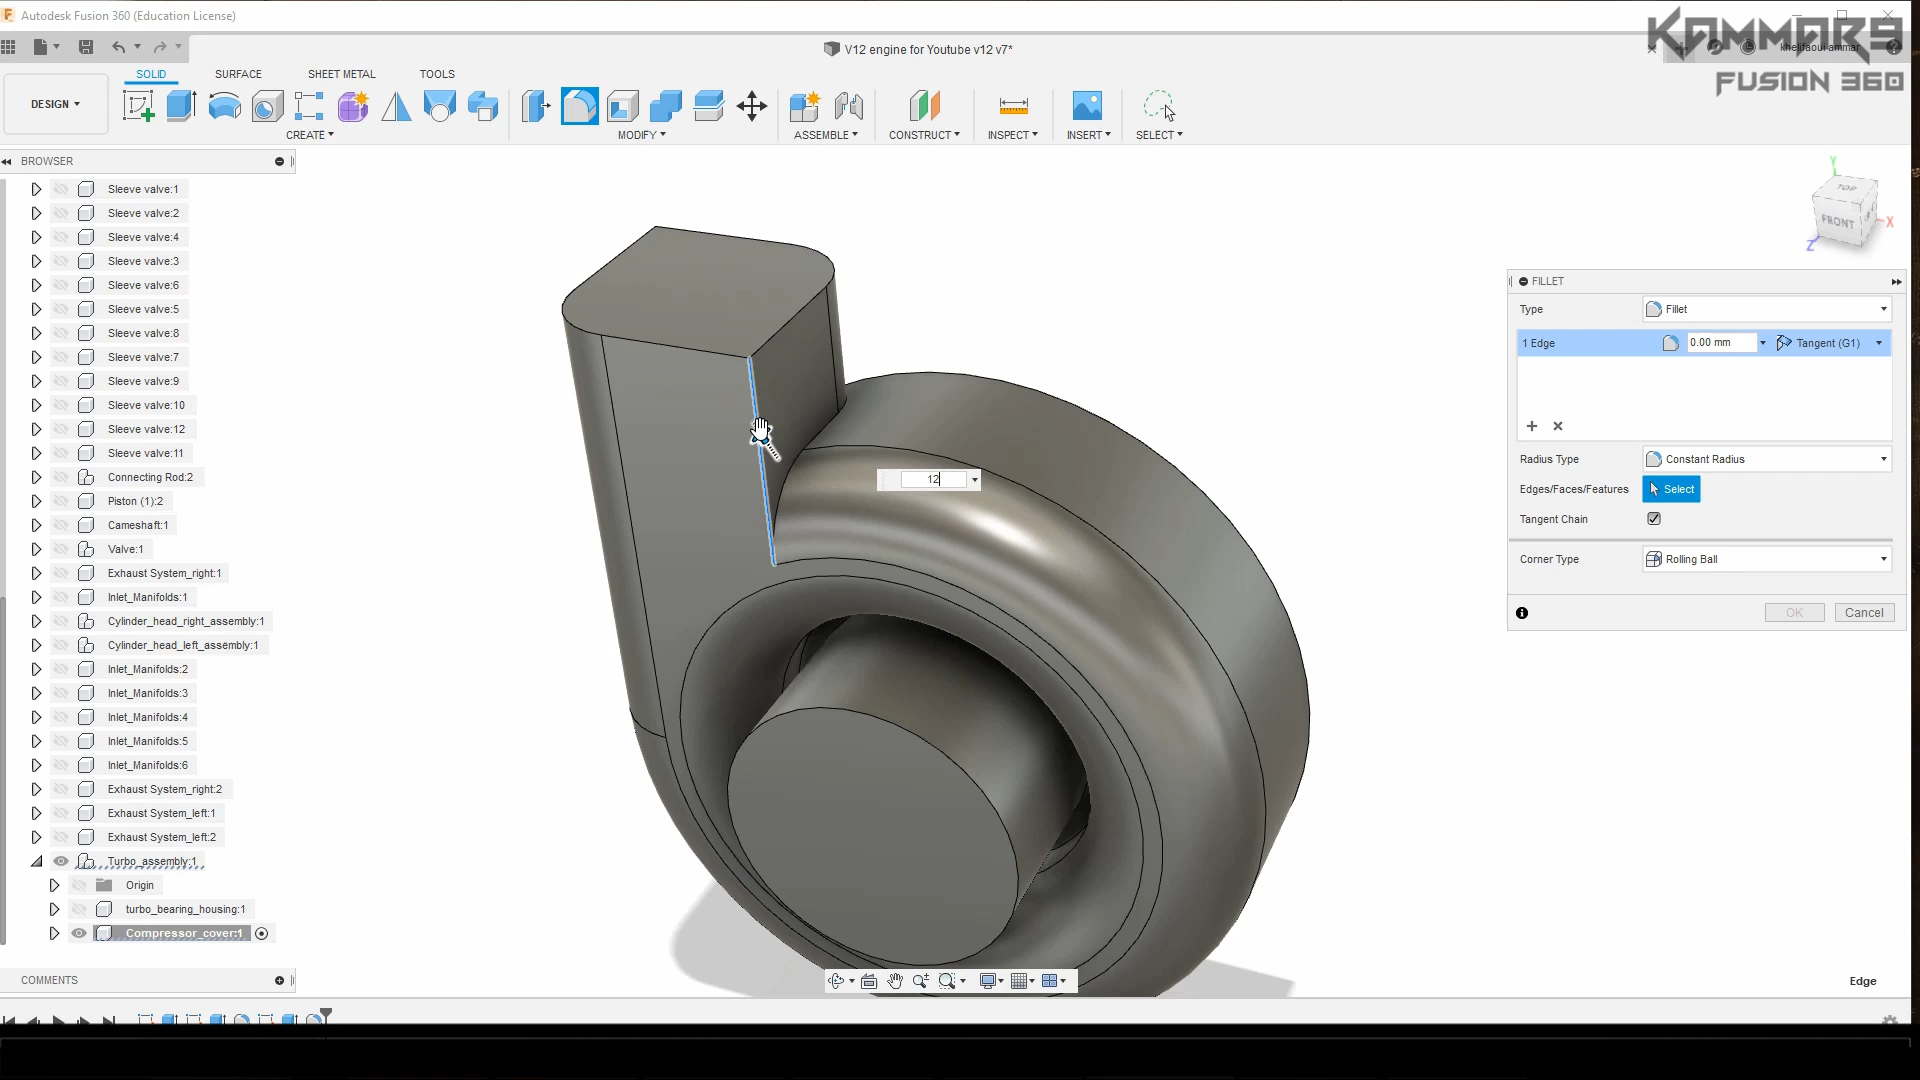 Autodesk Fusion 360 (Education License)
KAMMAR9
FUSION 360
V12 engine for Youtube v12 v7*
khelifaoui ammar
DESIGN
SOLID
SURFACE
SHEET METAL
TOOLS
CREATE
MODIFY
ASSEMBLE
CONSTRUCT
INSPECT
INSERT
SELECT
BROWSER
Sleeve valve:1
Sleeve valve:2
Sleeve valve:4
Sleeve valve:3
Sleeve valve:6
Sleeve valve:5
Sleeve valve:8
Sleeve valve:7
Sleeve valve:9
Sleeve valve:10
Sleeve valve:12
Sleeve valve:11
Connecting Rod:2
Piston (1):2
Cameshaft:1
Valve:1
Exhaust System_right:1
Inlet_Manifolds:1
Cylinder_head_right_assembly:1
Cylinder_head_left_assembly:1
Inlet_Manifolds:2
Inlet_Manifolds:3
Inlet_Manifolds:4
Inlet_Manifolds:5
Inlet_Manifolds:6
Exhaust System_right:2
Exhaust System_left:1
Exhaust System_left:2
Turbo_assembly:1
Origin
turbo_bearing_housing:1
Compressor_cover:1
COMMENTS
12
Y
TOP
FRONT
X
Z
FILLET
Type
Fillet
1 Edge
0.00 mm
Tangent (G1)
Radius Type
Constant Radius
Edges/Faces/Features
Select
Tangent Chain
Corner Type
Rolling Ball
OK
Cancel
Edge